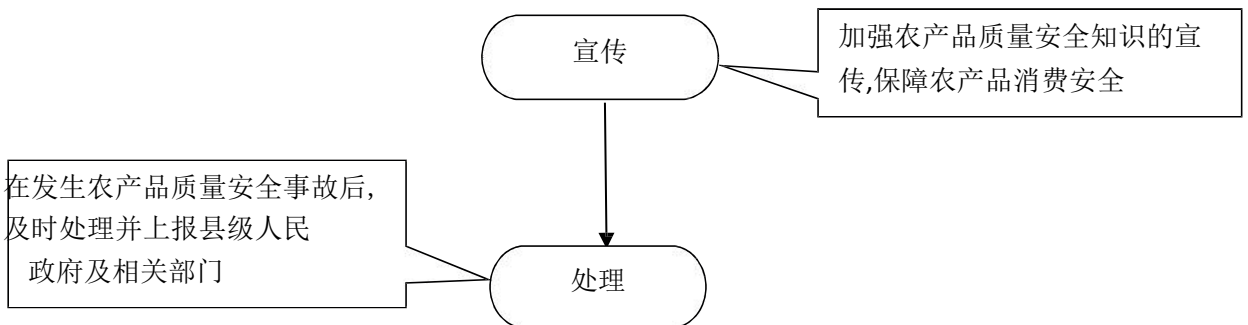 宣传
加强农产品质量安全知识的宣
传,保障农产品消费安全
在发生农产品质量安全事故后,
及时处理并上报县级人民
政府及相关部门
处理